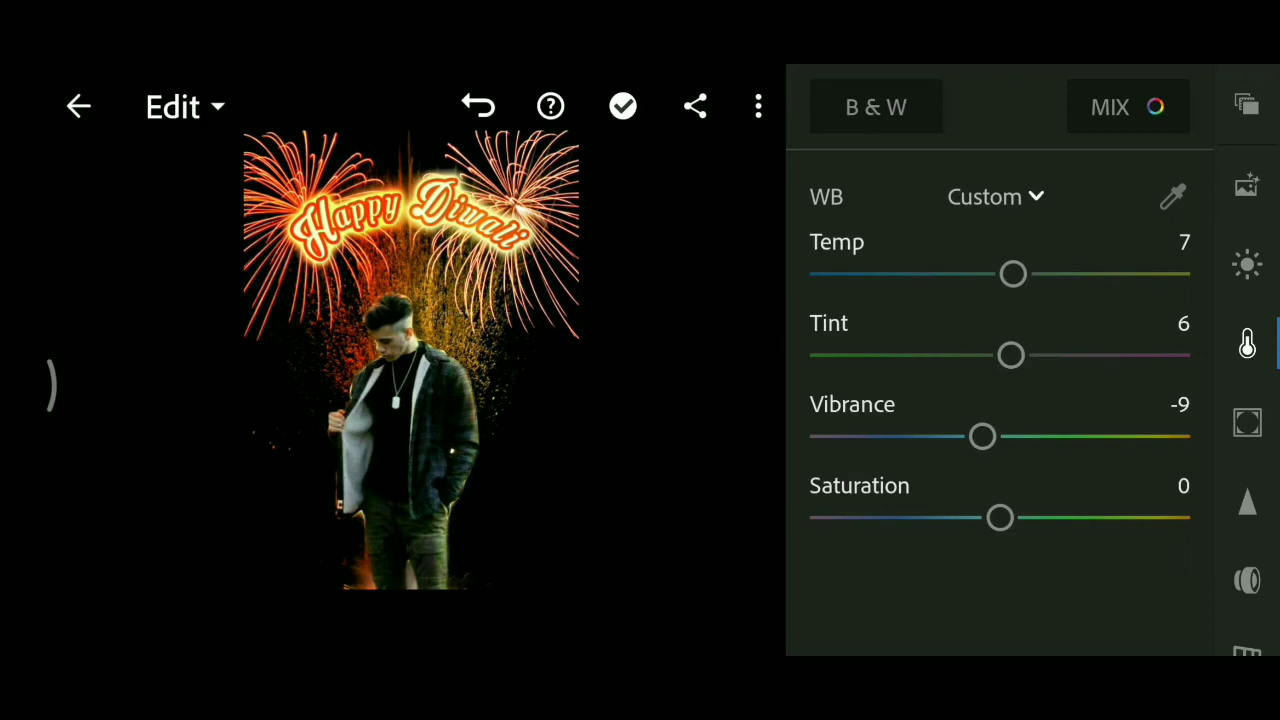 Edit
B & W
MIX
Happy Diwali
WB
Custom
Temp
7
Tint
6
Vibrance
-9
Saturation
0